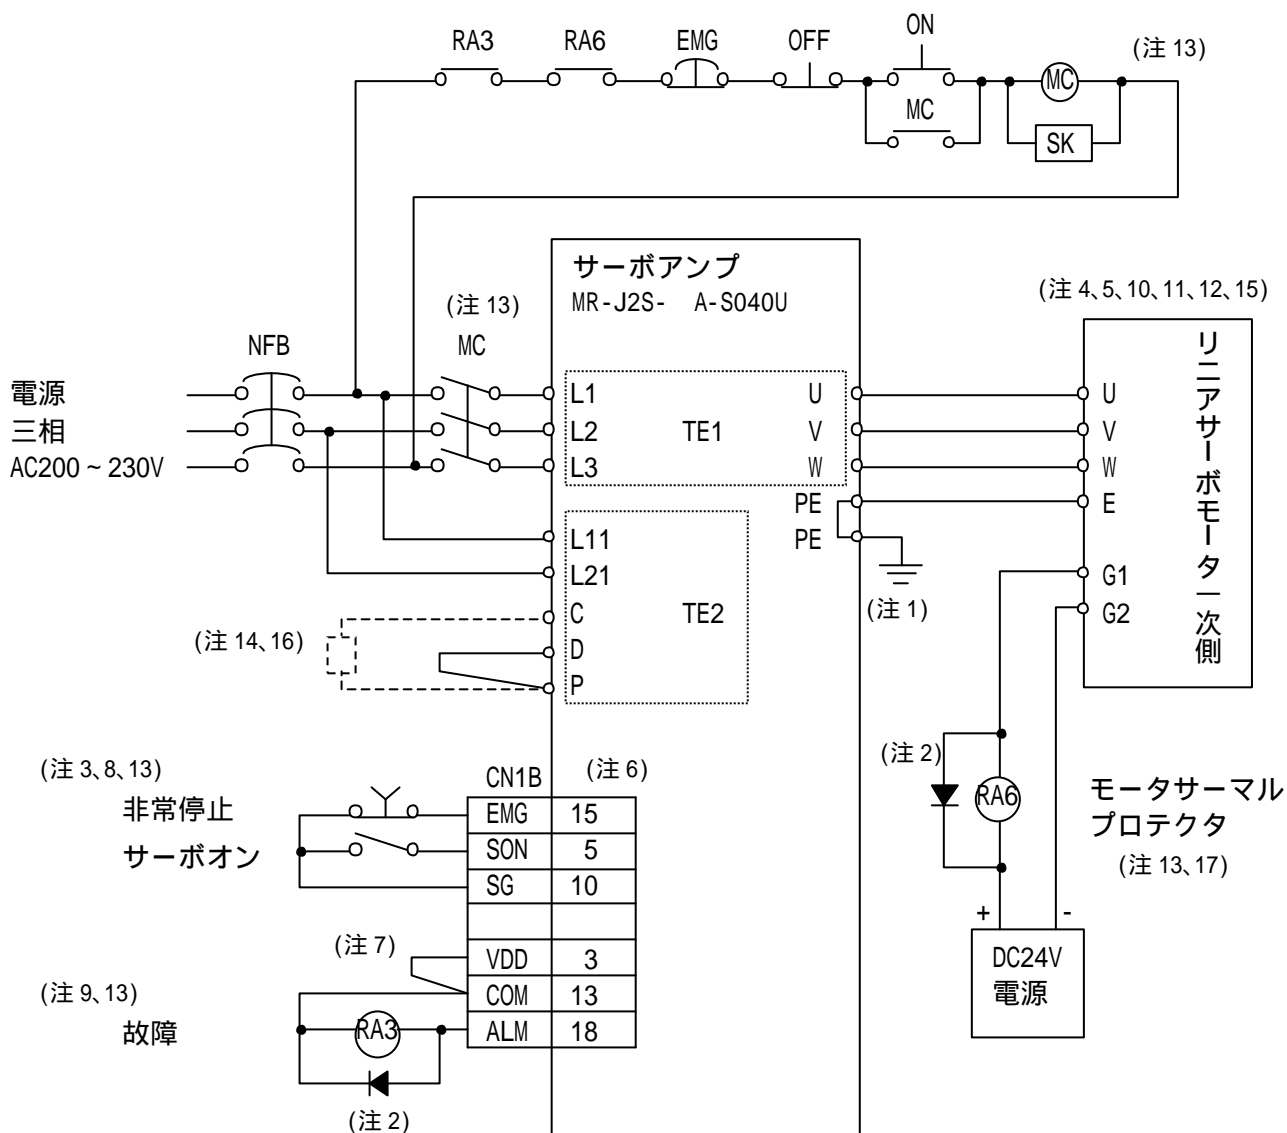 RA3 RA6 EMG OFF ON (注 13)
MC
MC
SK
サーボアンプ
MR-J2S- A-S040U
(注 13)
(注 4、5、10、11、12、15)
NFB MC
電源
三相
AC200 ~ 230V
L1 U
L2 TE1 V
L3 W
PE
PE
L11
L21
C TE2
D
P
(注 1)
(注 14、16)
U
V
W
E
G1
G2
リニアサーボモータ一次側
(注 3、8、13)
非常停止
サーボオン
CN1B (注 6)
EMG 15
SON 5
SG 10
(注 7)
VDD 3
COM 13
ALM 18
(注 9、13)
故障
RA3
(注 2)
(注 2)
RA6
モータサーマル
プロテクタ
(注 13、17)
+ -
DC24V
電源